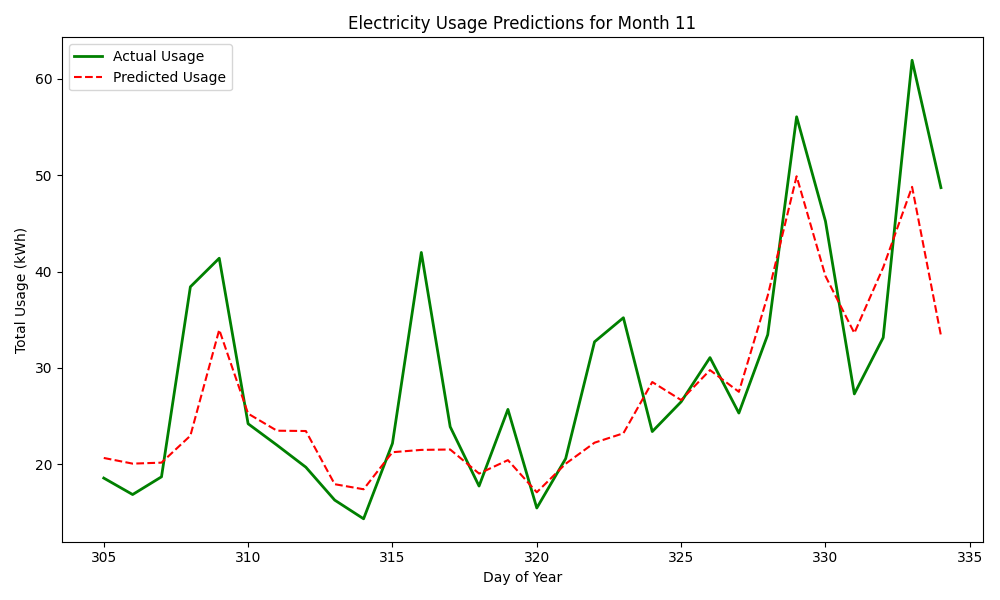 Electricity Usage Predictions for Month 11
Actual Usage
Predicted Usage
Total Usage (kWh)
60
50
40
30
20
305 310 315 320 325 330 335
Day of Year